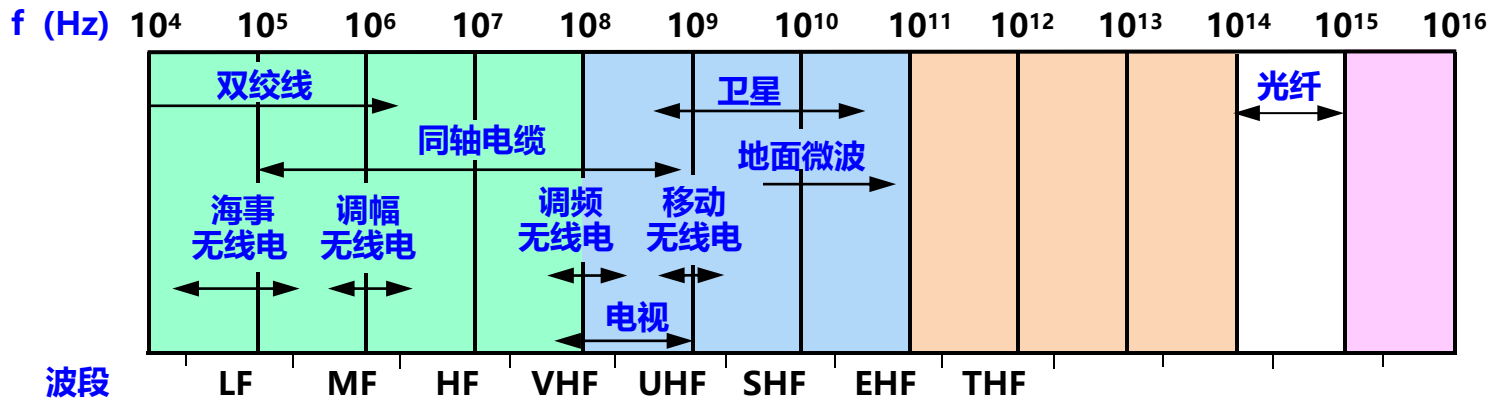 f (Hz) 10⁴ 10⁵ 10⁶ 10⁷ 10⁸ 10⁹ 10¹⁰ 10¹¹ 10¹² 10¹³ 10¹⁴ 10¹⁵ 10¹⁶
双绞线 卫星 光纤
同轴电缆 地面微波
海事 调幅 调频 移动
无线电 无线电 无线电 无线电
电视
波段 LF MF HF VHF UHF SHF EHF THF